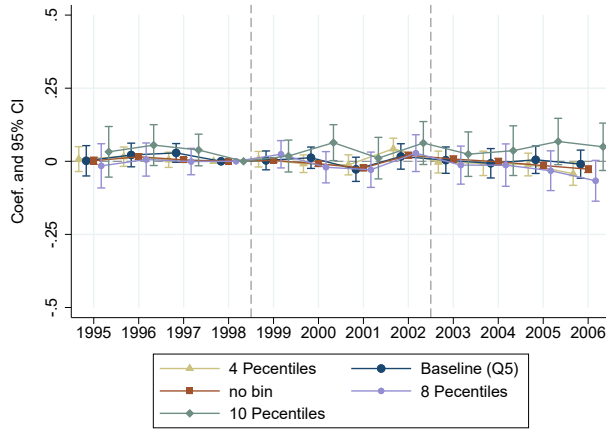 .5
.25
0
-.25
-.5
Coef. and 95% CI
1995 1996 1997 1998 1999 2000 2001 2002 2003 2004 2005 2006
4 Pecentiles Baseline (Q5)
no bin 8 Pecentiles
10 Pecentiles